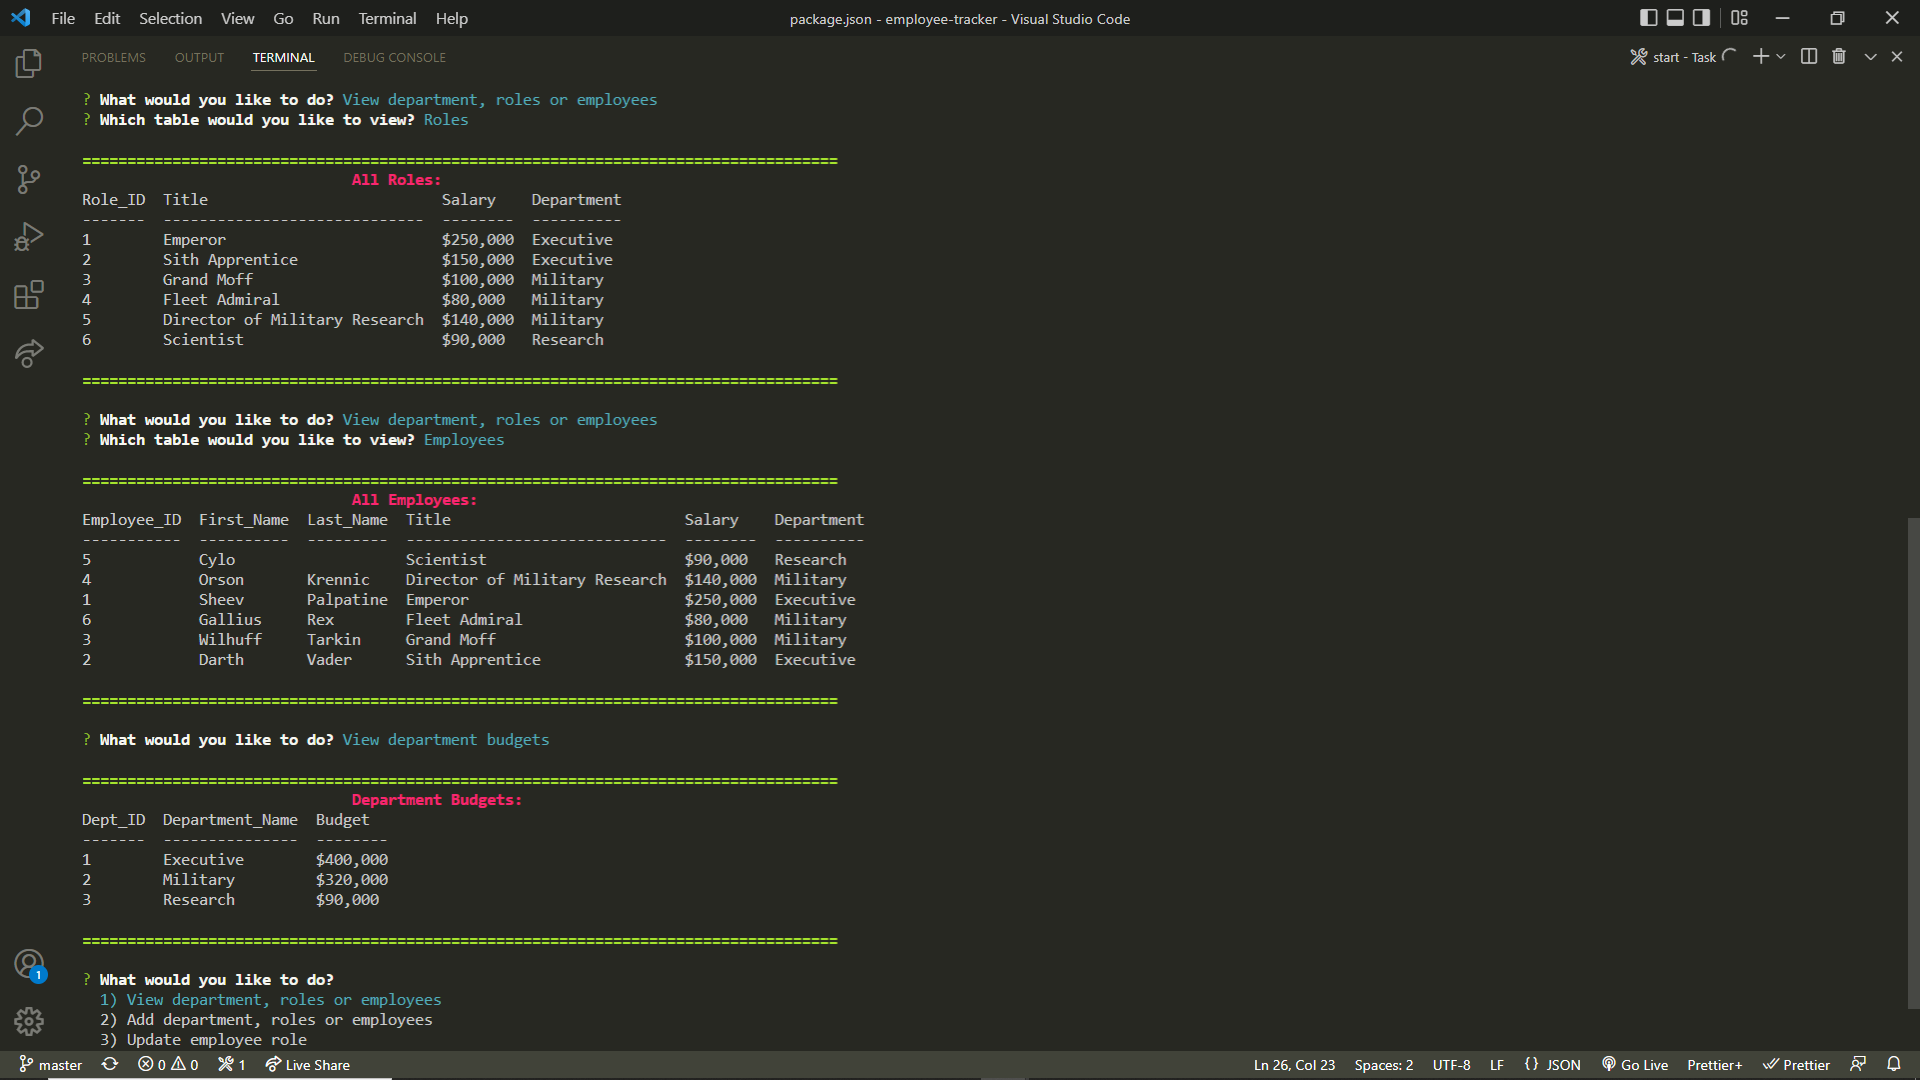 File Edit Selection View Go Run Terminal Help package.json - employee-tracker - Visual Studio Code
PROBLEMS OUTPUT TERMINAL DEBUG CONSOLE start - Task
? What would you like to do? View department, roles or employees
? Which table would you like to view? Roles
====================================================================================
All Roles:
Role_ID  Title                          Salary    Department
-------  -----------------------------  --------  ----------
1        Emperor                        $250,000  Executive
2        Sith Apprentice                $150,000  Executive
3        Grand Moff                     $100,000  Military
4        Fleet Admiral                  $80,000   Military
5        Director of Military Research  $140,000  Military
6        Scientist                      $90,000   Research
====================================================================================
? What would you like to do? View department, roles or employees
? Which table would you like to view? Employees
====================================================================================
All Employees:
Employee_ID  First_Name  Last_Name  Title                          Salary    Department
-----------  ----------  ---------  -----------------------------  --------  ----------
5            Cylo                   Scientist                      $90,000   Research
4            Orson       Krennic    Director of Military Research  $140,000  Military
1            Sheev       Palpatine  Emperor                        $250,000  Executive
6            Gallius     Rex        Fleet Admiral                  $80,000   Military
3            Wilhuff     Tarkin     Grand Moff                     $100,000  Military
2            Darth       Vader      Sith Apprentice                $150,000  Executive
====================================================================================
? What would you like to do? View department budgets
====================================================================================
Department Budgets:
Dept_ID  Department_Name  Budget
-------  ---------------  --------
1        Executive        $400,000
2        Military         $320,000
3        Research         $90,000
====================================================================================
? What would you like to do?
1) View department, roles or employees
2) Add department, roles or employees
3) Update employee role
1
master 0 0 1 Live Share Ln 26, Col 23 Spaces: 2 UTF-8 LF {} JSON Go Live Prettier+ Prettier